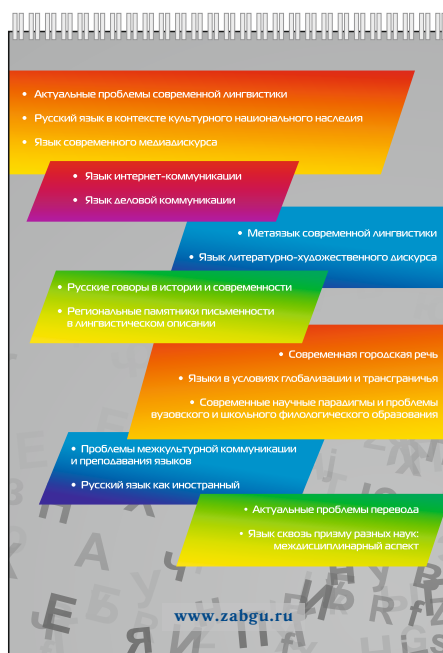 • Актуальные проблемы современной лингвистики
• Русский язык в контексте культурного национального наследия
• Язык современного медиадискурса
• Язык интернет-коммуникации
• Язык деловой коммуникации
• Метаязык современной лингвистики
• Язык литературно-художественного дискурса
• Русские говоры в истории и современности
• Региональные памятники письменности
в лингвистическом описании
• Современная городская речь
• Языки в условиях глобализации и трансграничья
• Современные научные парадигмы и проблемы
вузовского и школьного филологического образования
• Проблемы межкультурной коммуникации
и преподавания языков
• Русский язык как иностранный
• Актуальные проблемы перевода
• Язык сквозь призму разных наук:
междисциплинарный аспект
www.zabgu.ru